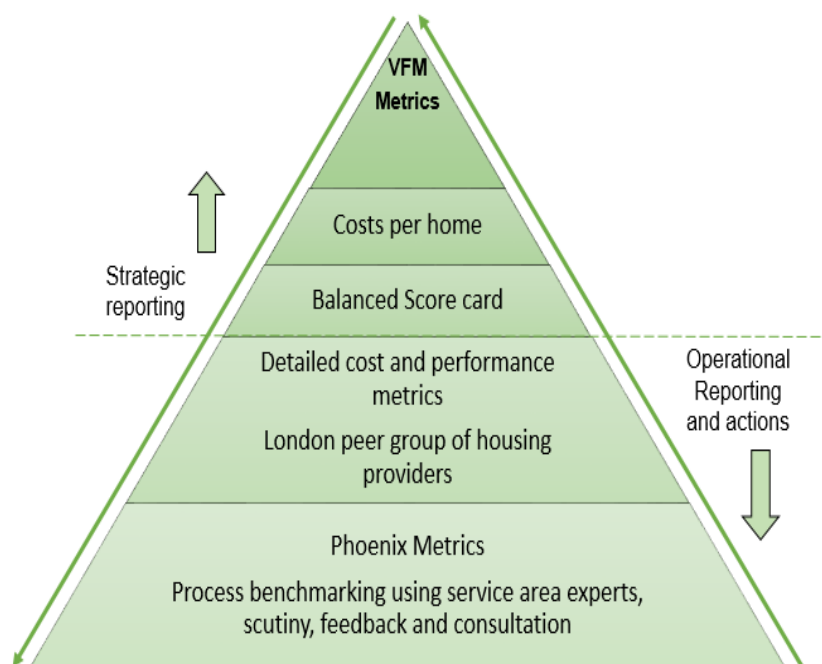 VFM
Metrics
Costs per home
Strategic
reporting
Balanced Score card
Detailed cost and performance
metrics
London peer group of housing
providers
Operational
Reporting
and actions
Phoenix Metrics
Process benchmarking using service area experts,
scutiny, feedback and consultation